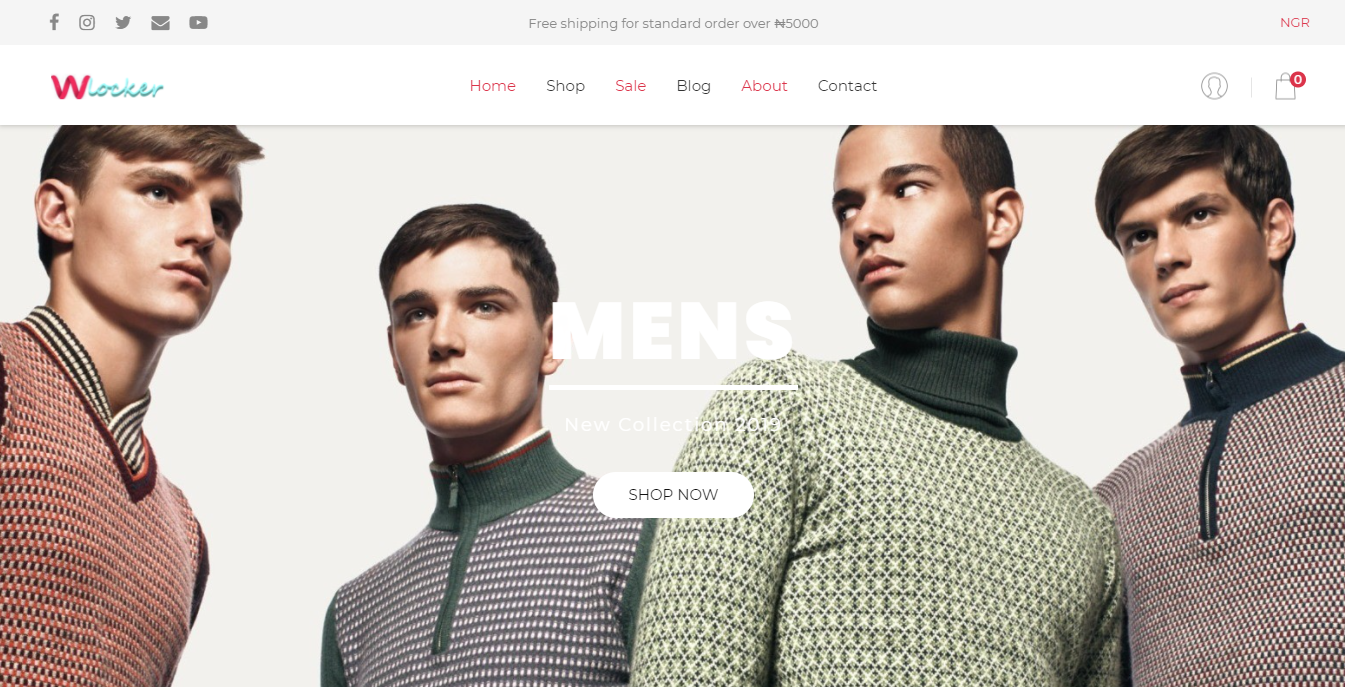 Free shipping for standard order over ₦5000
NGR
Wlocker
Home Shop Sale Blog About Contact
0
MENS
New Collection 2019
SHOP NOW